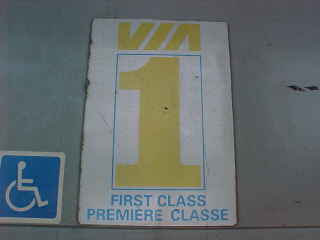 VIA
1
FIRST CLASS
PREMIÈRE CLASSE